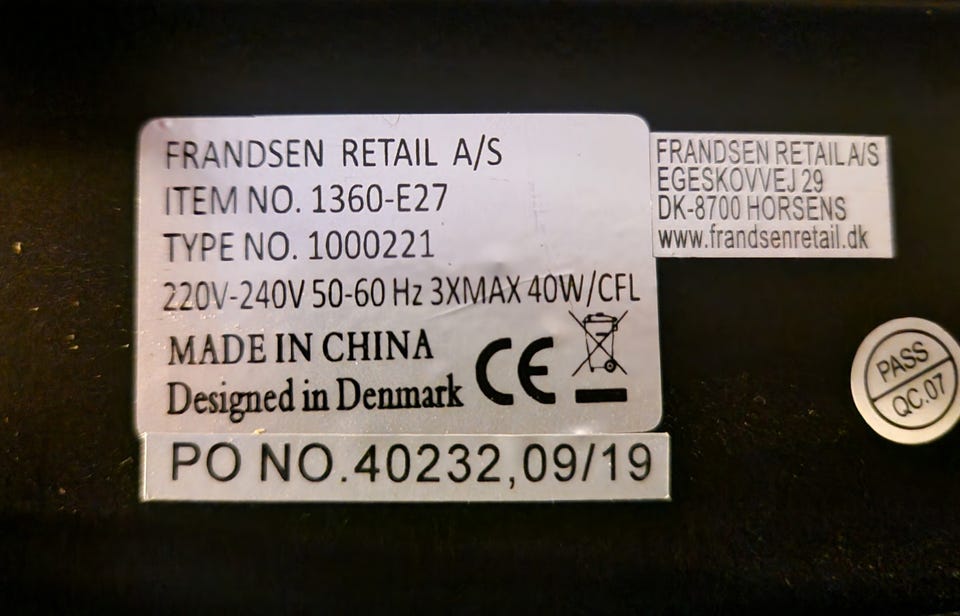 FRANDSEN RETAIL A/S
ITEM NO. 1360-E27
TYPE NO. 1000221
220V-240V 50-60 Hz 3XMAX 40W/CFL
MADE IN CHINA
Designed in Denmark
CE
PO NO.40232,09/19
FRANDSEN RETAIL A/S
EGESKOVVEJ 29
DK-8700 HORSENS
www.frandsenretail.dk
PASS
QC.07